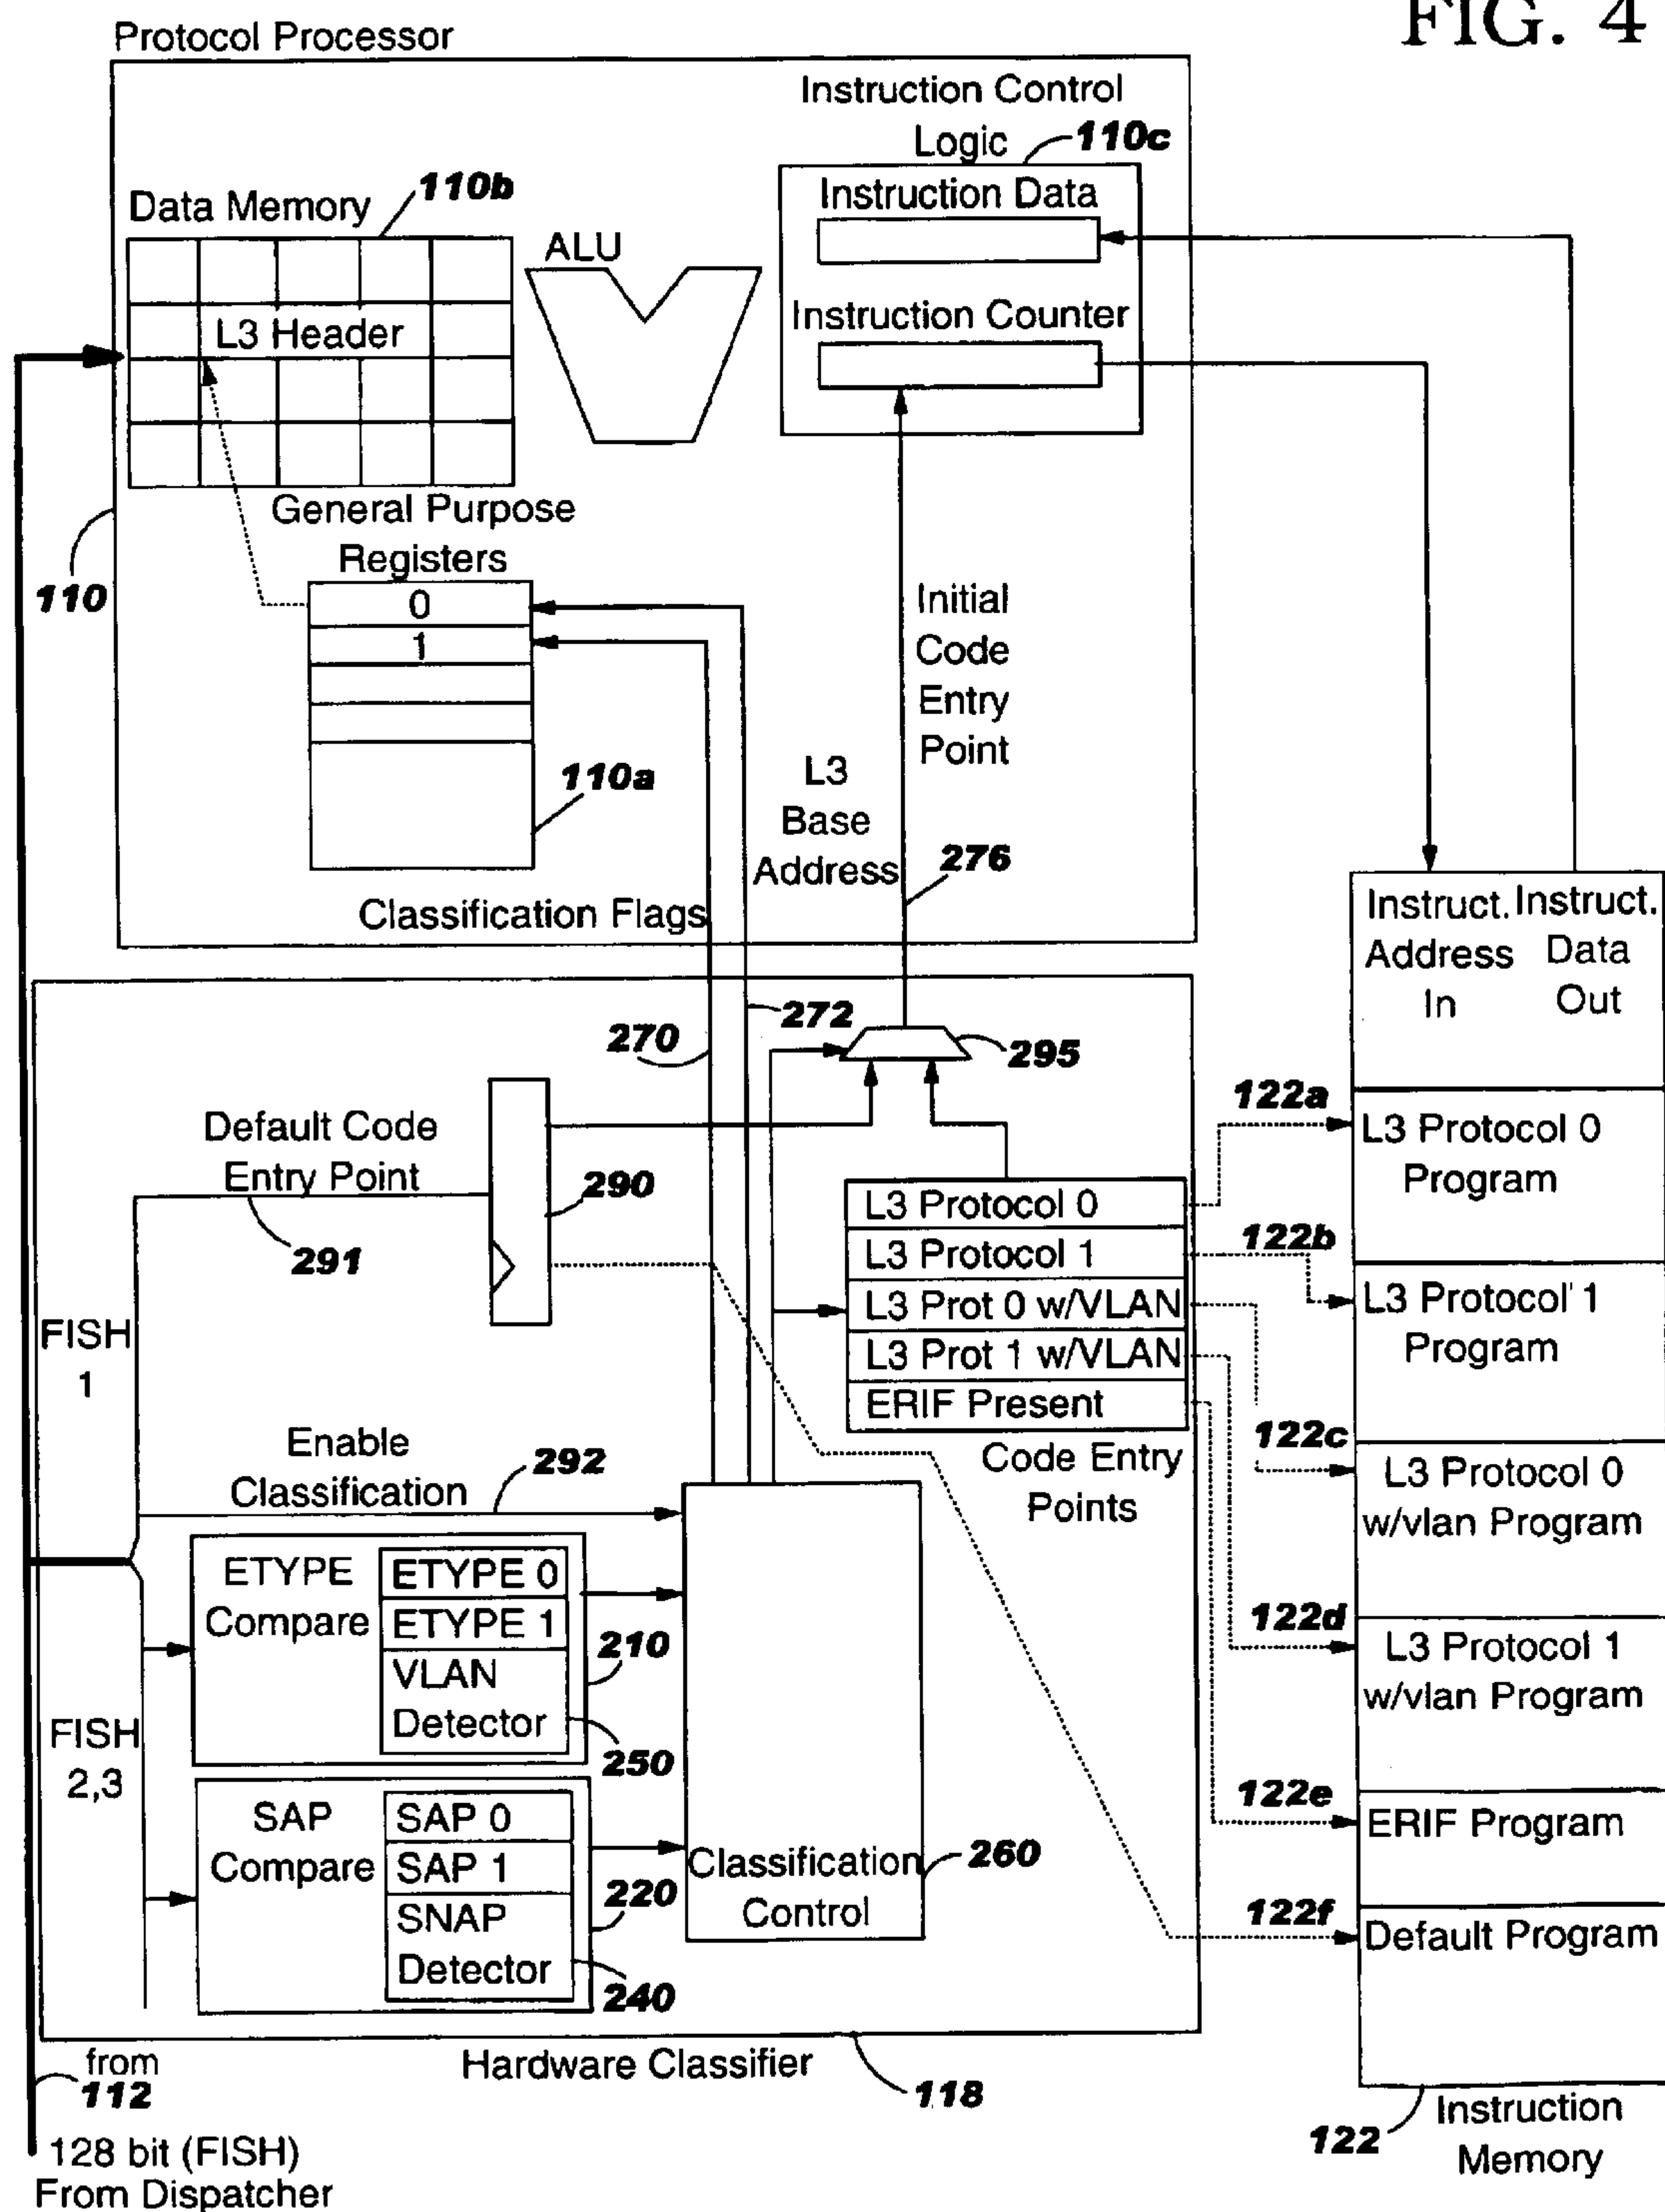 FIG. 4
Protocol Processor
Instruction Control
Logic
110c
Instruction Data
Data Memory
110b
ALU
Instruction Counter
L3 Header
General Purpose
Registers
110
0
1
Initial
Code
Entry
Point
110a
L3
Base
Address
276
Classification Flags
Instruct.
Address
In
Instruct.
Data
Out
270
272
295
122a
Default Code
Entry Point
290
291
L3 Protocol 0
L3 Protocol 1
L3 Prot 0 w/VLAN
L3 Prot 1 w/VLAN
ERIF Present
Code Entry
Points
L3 Protocol 0
Program
122b
L3 Protocol 1
Program
FISH
1
Enable
Classification
292
122c
L3 Protocol 0
w/vlan Program
ETYPE
Compare
ETYPE 0
ETYPE 1
VLAN
Detector
210
250
122d
L3 Protocol 1
w/vlan Program
FISH
2,3
SAP
Compare
SAP 0
SAP 1
SNAP
Detector
220
240
Classification
Control
260
122e
ERIF Program
122f
Default Program
from
112
Hardware Classifier
118
122
Instruction
Memory
128 bit (FISH)
From Dispatcher